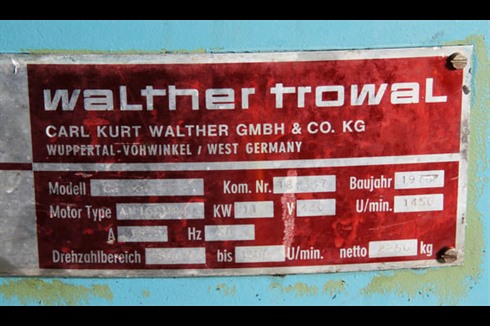 walther trowal
CARL KURT WALTHER GMBH & CO. KG
WUPPERTAL-VOHWINKEL / WEST GERMANY
Modell Kom. Nr. Baujahr
Motor Type KW 11 V U/min. 1450
A Hz
Drehzahlbereich bis U/min. netto kg